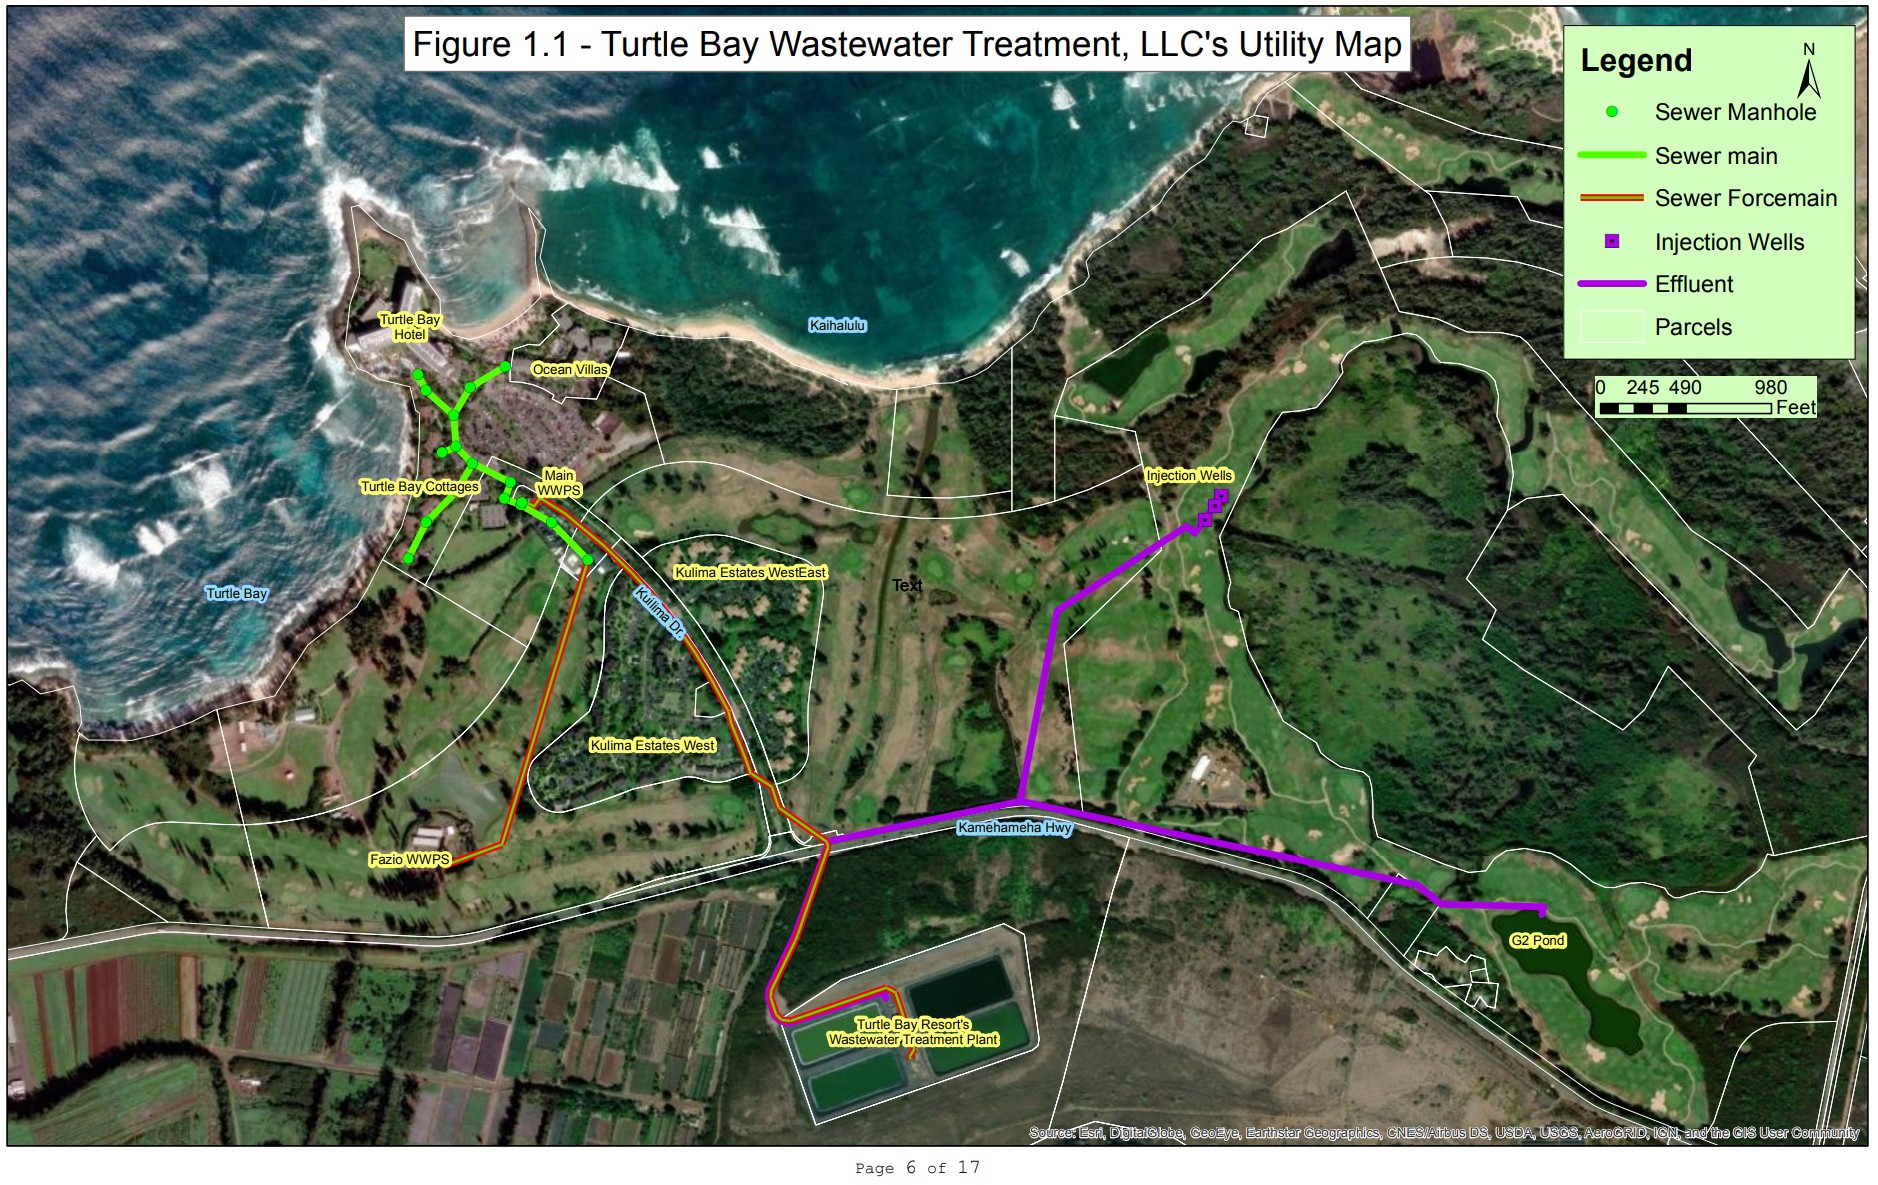 Figure 1.1 - Turtle Bay Wastewater Treatment, LLC's Utility Map
Legend
N
Sewer Manhole
Sewer main
Sewer Forcemain
Injection Wells
Effluent
Parcels
0 245 490 980
Feet
Turtle Bay
Hotel
Ocean Villas
Kaihalulu
Main
WWPS
Turtle Bay Cottages
Injection Wells
Turtle Bay
Kulima Estates WestEast
Text
Kuilima Dr.
Kulima Estates West
Kamehameha Hwy
Fazio WWPS
G2 Pond
Turtle Bay Resort's
Wastewater Treatment Plant
Source: Esri, DigitalGlobe, GeoEye, Earthstar Geographics, CNES/Airbus DS, USDA, USGS, AeroGRID, IGN, and the GIS User Community
Page 6 of 17